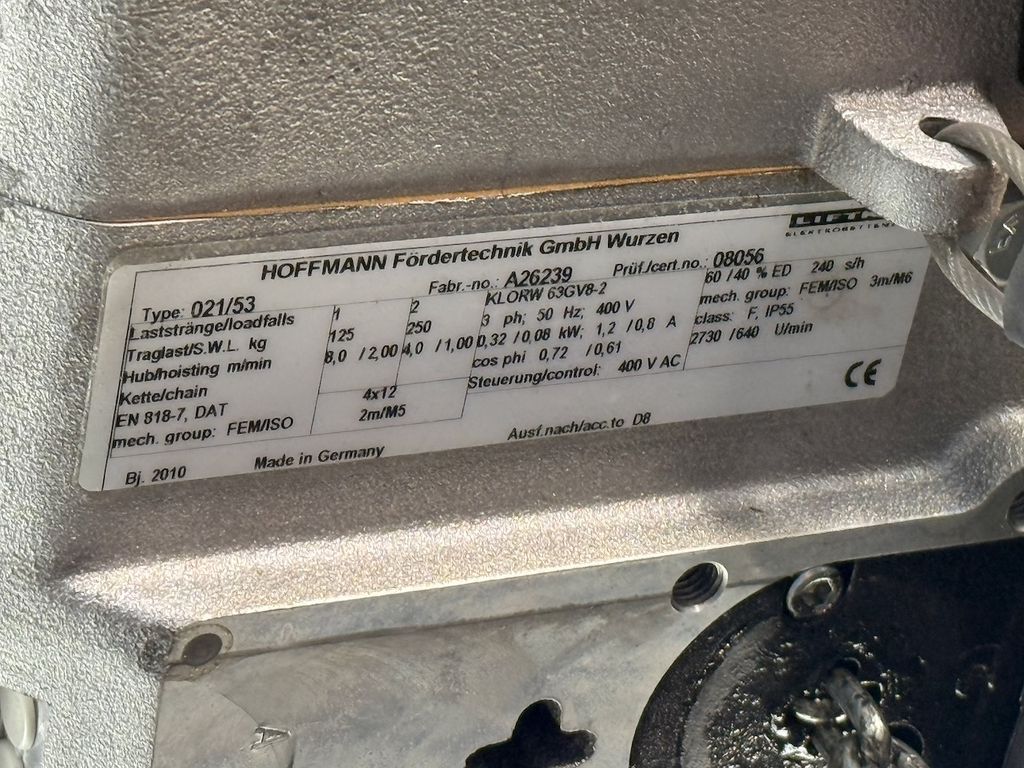 HOFFMANN Fördertechnik GmbH Wurzen
Type: 021/53 Fabr.-no.: A26239 Prüf./cert.no.: 08056
Laststränge/loadfalls 1 2 KLORW 63GV8-2 60 /40 % ED 240 s/h
Traglast/S.W.L. kg 125 250 3 ph; 50 Hz; 400 V mech. group: FEM/ISO 3m/M6
Hub/hoisting m/min 8,0 /2,00 4,0 /1,00 0,32 /0,08 kW; 1,2 /0,8 A class: F, IP55
Kette/chain 4x12 cos phi 0,72 /0,61 2730 /640 U/min
EN 818-7, DAT 2m/M5 Steuerung/control: 400 V AC
mech. group: FEM/ISO CE
Bj. 2010 Made in Germany Ausf.nach/acc.to D8